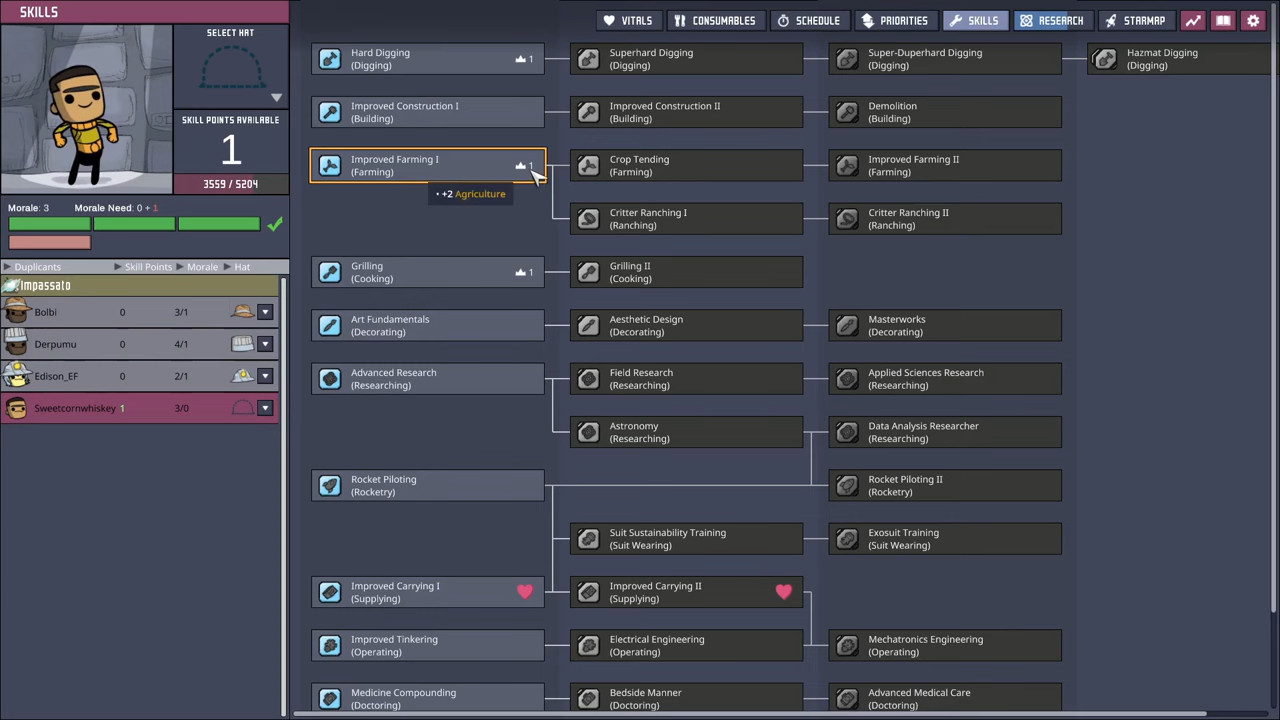 SKILLS
VITALS
CONSUMABLES
SCHEDULE
PRIORITIES
SKILLS
RESEARCH
STARMAP
SELECT HAT
SKILL POINTS AVAILABLE
1
3559 / 5204
Morale: 3
Morale Need: 0 + 1
Duplicants
Skill Points
Morale
Hat
Impassato
Bolbi 0 3/1
Derpumu 0 4/1
Edison_EF 0 2/1
Sweetcornwhiskey 1 3/0
Hard Digging
(Digging)
1
Superhard Digging
(Digging)
Super-Duperhard Digging
(Digging)
Hazmat Digging
(Digging)
Improved Construction I
(Building)
Improved Construction II
(Building)
Demolition
(Building)
Improved Farming I
(Farming)
1
• +2 Agriculture
Crop Tending
(Farming)
Improved Farming II
(Farming)
Critter Ranching I
(Ranching)
Critter Ranching II
(Ranching)
Grilling
(Cooking)
1
Grilling II
(Cooking)
Art Fundamentals
(Decorating)
Aesthetic Design
(Decorating)
Masterworks
(Decorating)
Advanced Research
(Researching)
Field Research
(Researching)
Applied Sciences Research
(Researching)
Astronomy
(Researching)
Data Analysis Researcher
(Researching)
Rocket Piloting
(Rocketry)
Rocket Piloting II
(Rocketry)
Suit Sustainability Training
(Suit Wearing)
Exosuit Training
(Suit Wearing)
Improved Carrying I
(Supplying)
Improved Carrying II
(Supplying)
Improved Tinkering
(Operating)
Electrical Engineering
(Operating)
Mechatronics Engineering
(Operating)
Medicine Compounding
(Doctoring)
Bedside Manner
(Doctoring)
Advanced Medical Care
(Doctoring)